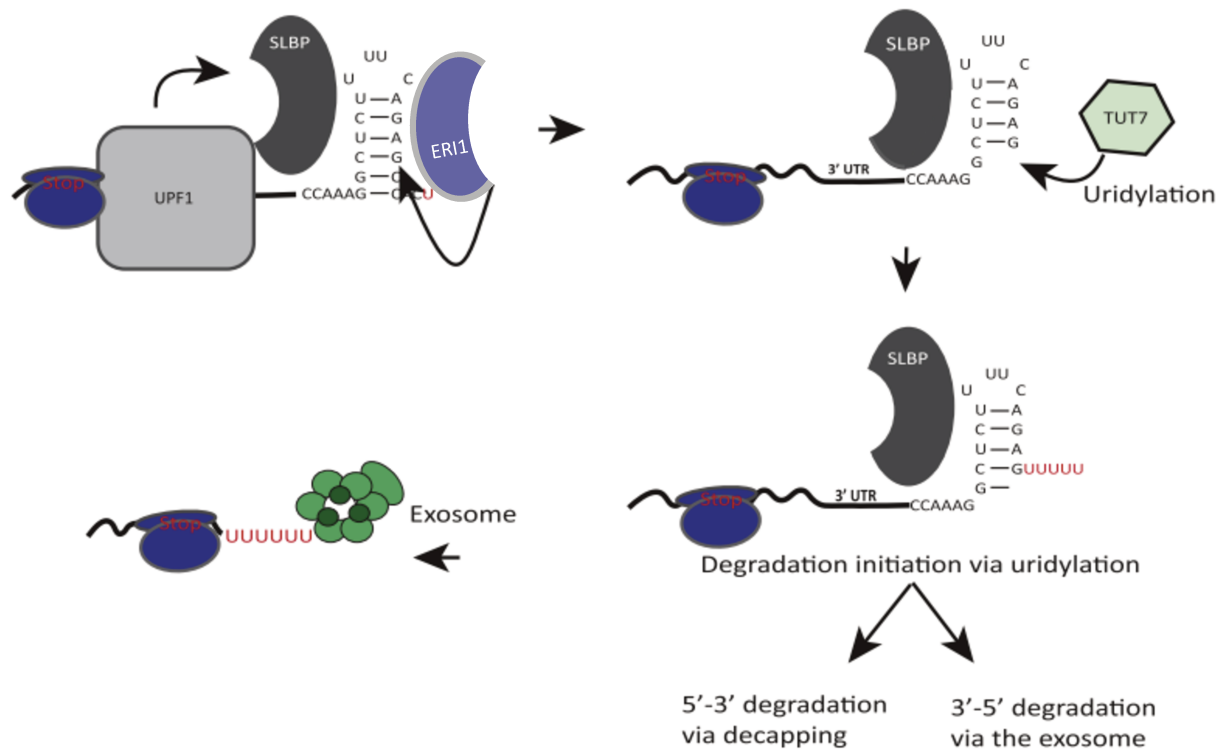 SLBP
UU
U C
U A
C G
U A
C G
G C
ERI1
Stop
UPF1
CCAAAG CCU
SLBP
UU
U C
U A
C G
U A
C G
G
TUT7
Stop
3' UTR
CCAAAG
Uridylation
SLBP
UU
U C
U A
C G
U A
C GUUUUU
G
Stop
3' UTR
CCAAAG
Degradation initiation via uridylation
Stop
UUUUUU
Exosome
5'-3' degradation
via decapping
3'-5' degradation
via the exosome